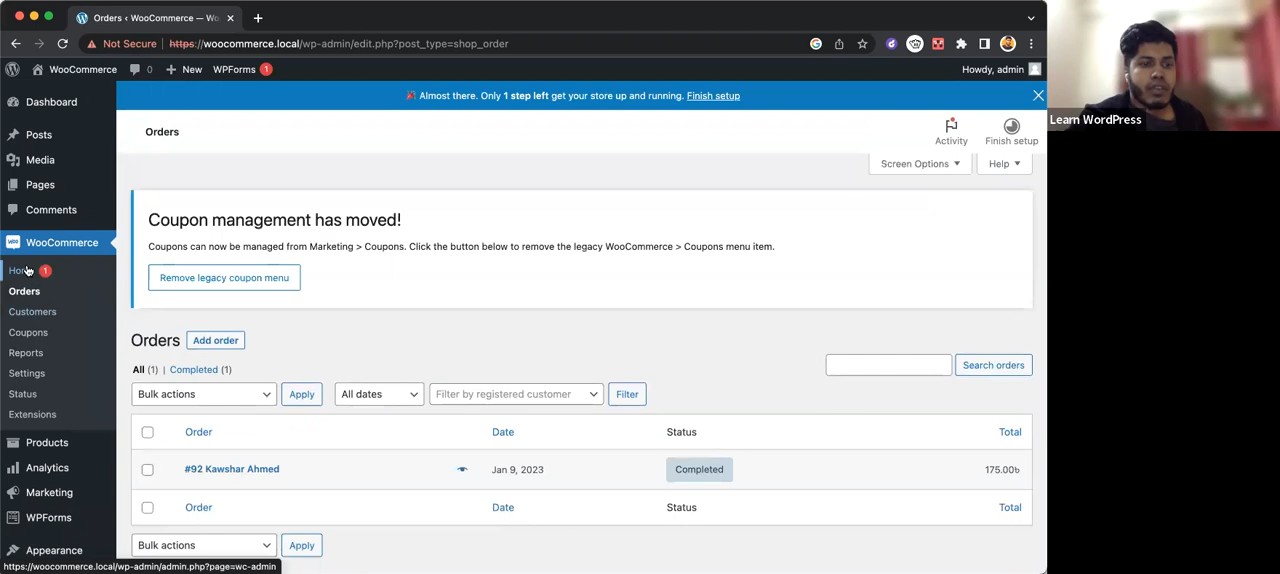 Orders < WooCommerce — Wo
Not Secure https://woocommerce.local/wp-admin/edit.php?post_type=shop_order
WooCommerce 0 New WPForms 1 Howdy, admin
Almost there. Only 1 step left get your store up and running. Finish setup
Dashboard
Posts
Media
Pages
Comments
WooCommerce
Home 1
Orders
Customers
Coupons
Reports
Settings
Status
Extensions
Products
Analytics
Marketing
WPForms
Appearance
https://woocommerce.local/wp-admin/admin.php?page=wc-admin
Orders
Activity Finish setup
Screen Options Help
Coupon management has moved!
Coupons can now be managed from Marketing > Coupons. Click the button below to remove the legacy WooCommerce > Coupons menu item.
Remove legacy coupon menu
Orders Add order
All (1) | Completed (1) Search orders
Bulk actions Apply All dates Filter by registered customer Filter
Order Date Status Total
#92 Kawshar Ahmed Jan 9, 2023 Completed 175.00৳
Order Date Status Total
Bulk actions Apply
Learn WordPress